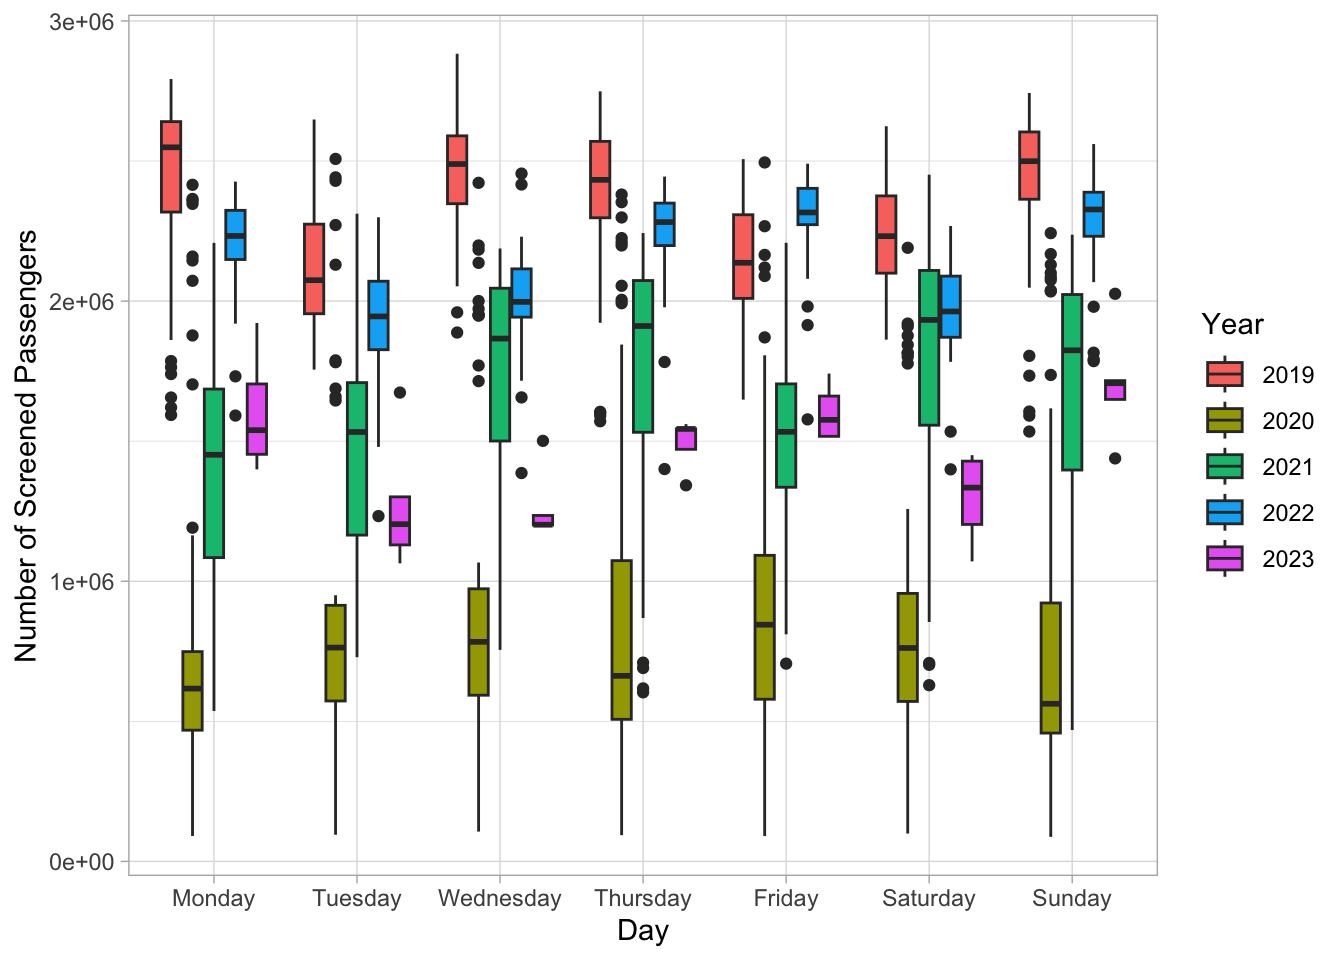 3e+06
2e+06
1e+06
0e+00
Number of Screened Passengers
Monday Tuesday Wednesday Thursday Friday Saturday Sunday
Day
Year
2019
2020
2021
2022
2023